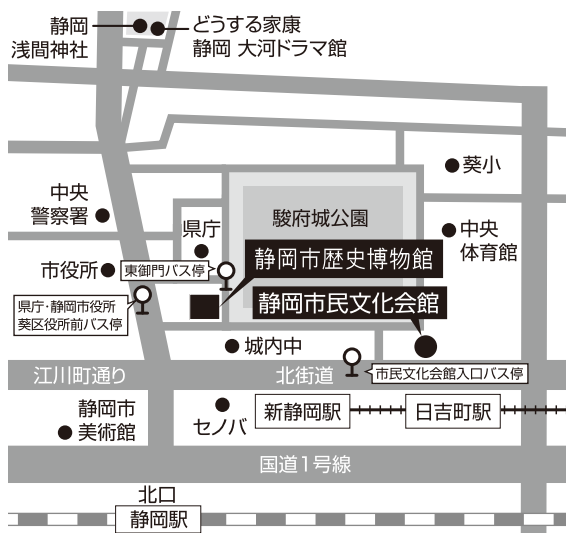 静岡
浅間神社
どうする家康
静岡 大河ドラマ館
葵小
中央
警察署
駿府城公園
県庁
中央
体育館
静岡市歴史博物館
市役所
東御門バス停
県庁・静岡市役所
葵区役所前バス停
静岡市民文化会館
城内中
江川町通り
北街道
市民文化会館入口バス停
静岡市
美術館
セノバ
新静岡駅
日吉町駅
国道1号線
北口
静岡駅